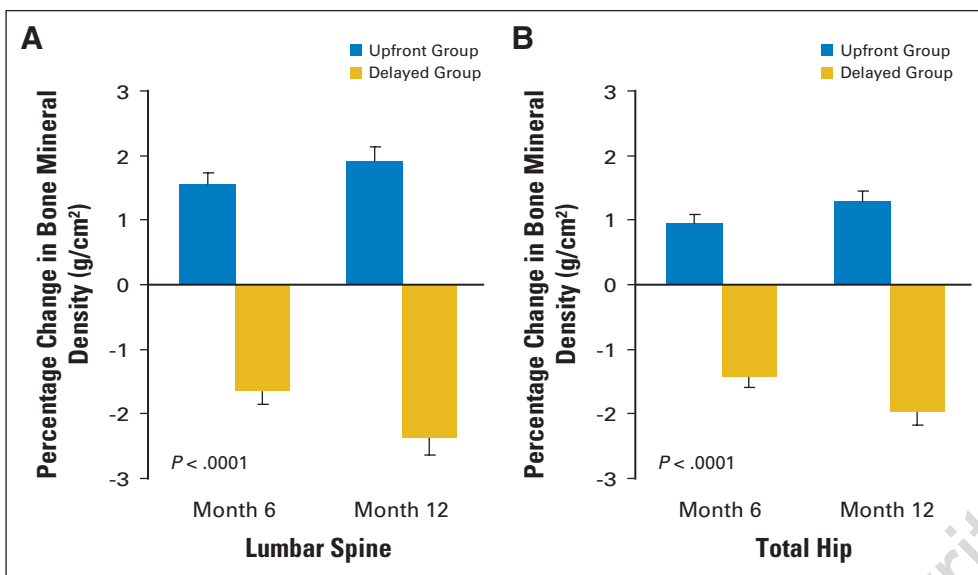 A
Upfront Group
Delayed Group
Percentage Change in Bone Mineral
Density (g/cm²)
3
2
1
0
-1
-2
-3
P < .0001
Month 6
Month 12
Lumbar Spine
B
Upfront Group
Delayed Group
Percentage Change in Bone Mineral
Density (g/cm²)
3
2
1
0
-1
-2
-3
P < .0001
Month 6
Month 12
Total Hip